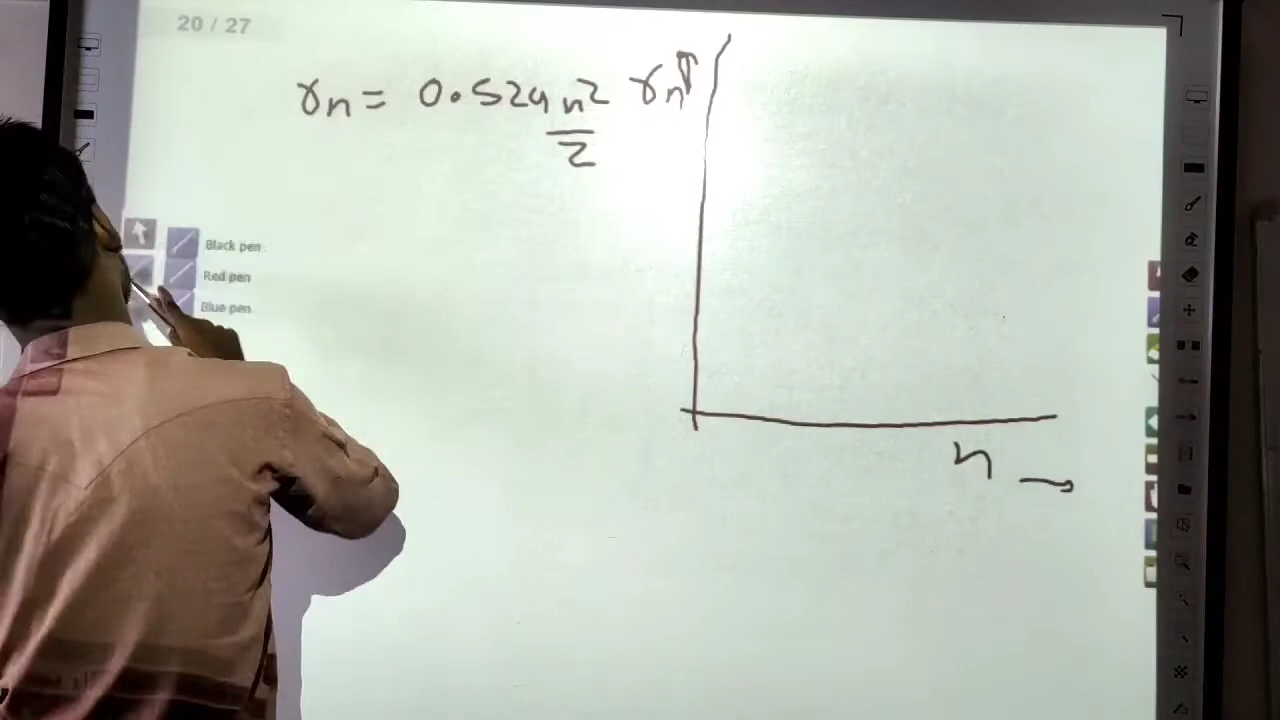 20 / 27
rn = 0.529 n2 / z
rn ↑
Black pen
Red pen
Blue pen
n →